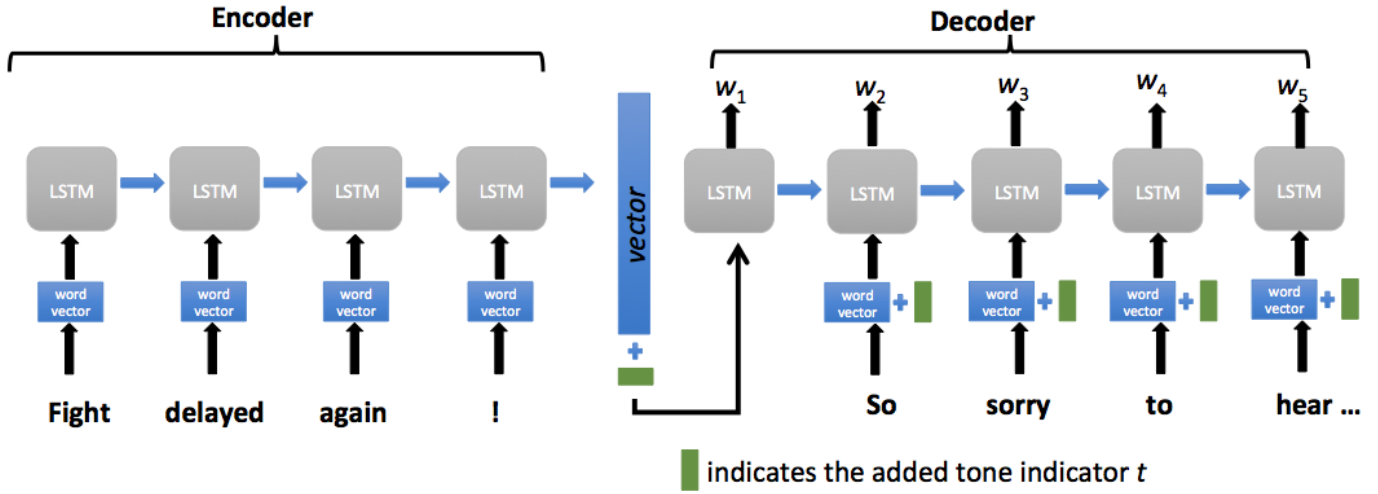 Encoder
Decoder
w1 w2 w3 w4 w5
LSTM LSTM LSTM LSTM
vector
LSTM LSTM LSTM LSTM LSTM
word vector
word vector
word vector
word vector
+
word vector +
word vector +
word vector +
word vector +
Fight delayed again !
So sorry to hear ...
indicates the added tone indicator t